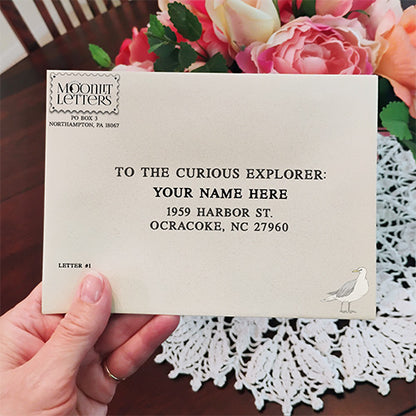 MOONLIT
LETTERS
PO BOX 3
NORTHAMPTON, PA 18067
TO THE CURIOUS EXPLORER:
YOUR NAME HERE
1959 HARBOR ST.
OCRACOKE, NC 27960
LETTER #1